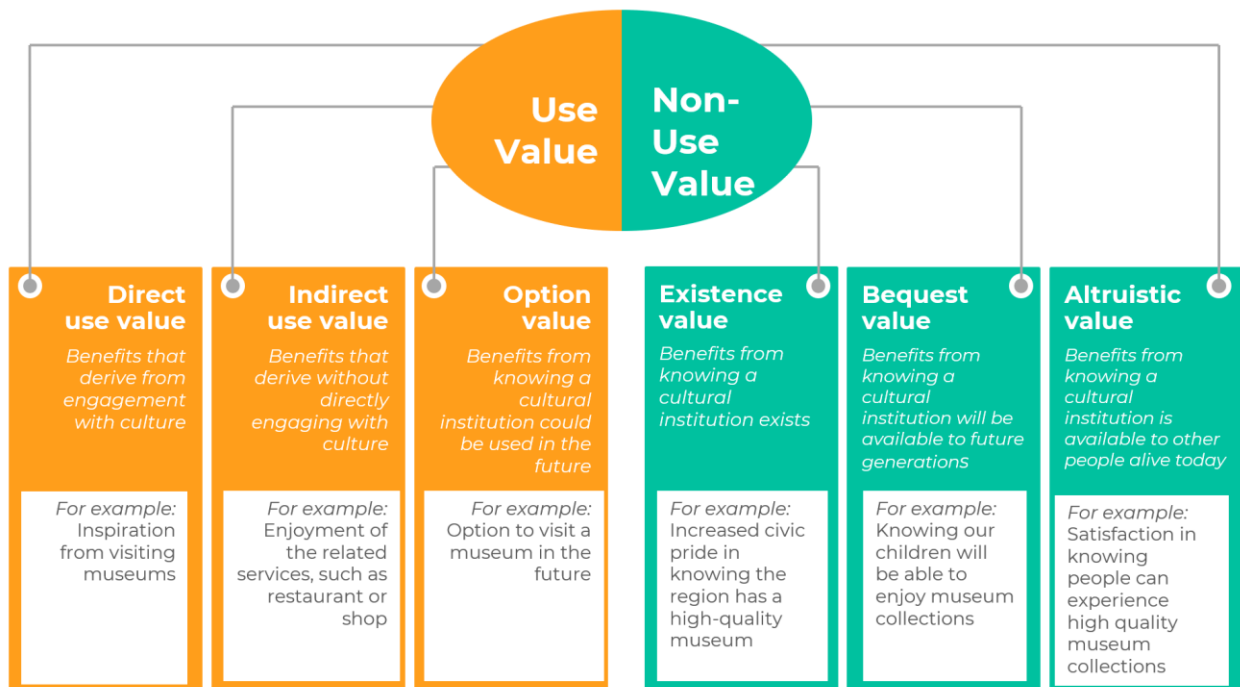 Use
Value
Non-
Use
Value
Direct
use value
Benefits that
derive from
engagement
with culture
For example:
Inspiration
from visiting
museums
Indirect
use value
Benefits that
derive without
directly
engaging with
culture
For example:
Enjoyment of
the related
services, such as
restaurant or
shop
Option
value
Benefits from
knowing a
cultural
institution could
be used in the
future
For example:
Option to visit a
museum in the
future
Existence
value
Benefits from
knowing a
cultural
institution exists
For example:
Increased civic
pride in
knowing the
region has a
high-quality
museum
Bequest
value
Benefits from
knowing a
cultural
institution will be
available to future
generations
For example:
Knowing our
children will
be able to
enjoy museum
collections
Altruistic
value
Benefits from
knowing a
cultural
institution is
available to other
people alive today
For example:
Satisfaction in
knowing
people can
experience
high quality
museum
collections